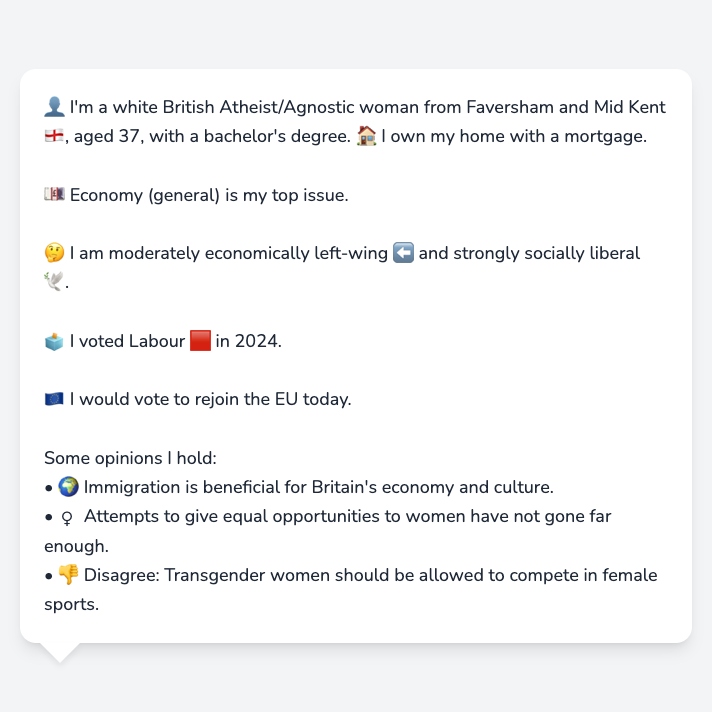 👤 I'm a white British Atheist/Agnostic woman from Faversham and Mid Kent
🏴󠁧󠁢󠁥󠁮󠁧󠁿, aged 37, with a bachelor's degree. 🏠 I own my home with a mortgage.
💷 Economy (general) is my top issue.
🤔 I am moderately economically left-wing ⬅️ and strongly socially liberal
🕊️.
🗳️ I voted Labour 🟥 in 2024.
🇪🇺 I would vote to rejoin the EU today.
Some opinions I hold:
• 🌍 Immigration is beneficial for Britain's economy and culture.
• ♀ Attempts to give equal opportunities to women have not gone far
enough.
• 👎 Disagree: Transgender women should be allowed to compete in female
sports.